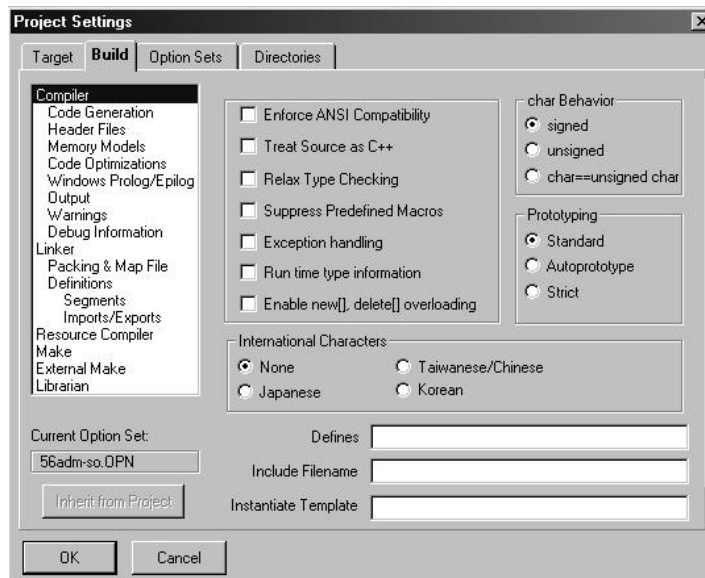 Project Settings
Target Build Option Sets Directories
Compiler
Code Generation
Header Files
Memory Models
Code Optimizations
Windows Prolog/Epilog
Output
Warnings
Debug Information
Linker
Packing & Map File
Definitions
Segments
Imports/Exports
Resource Compiler
Make
External Make
Librarian
Enforce ANSI Compatibility
Treat Source as C++
Relax Type Checking
Suppress Predefined Macros
Exception handling
Run time type information
Enable new[], delete[] overloading
char Behavior
signed
unsigned
char==unsigned char
Prototyping
Standard
Autoprototype
Strict
International Characters
None Taiwanese/Chinese
Japanese Korean
Current Option Set:
56adm-so.OPN
Inherit from Project
Defines
Include Filename
Instantiate Template
OK Cancel